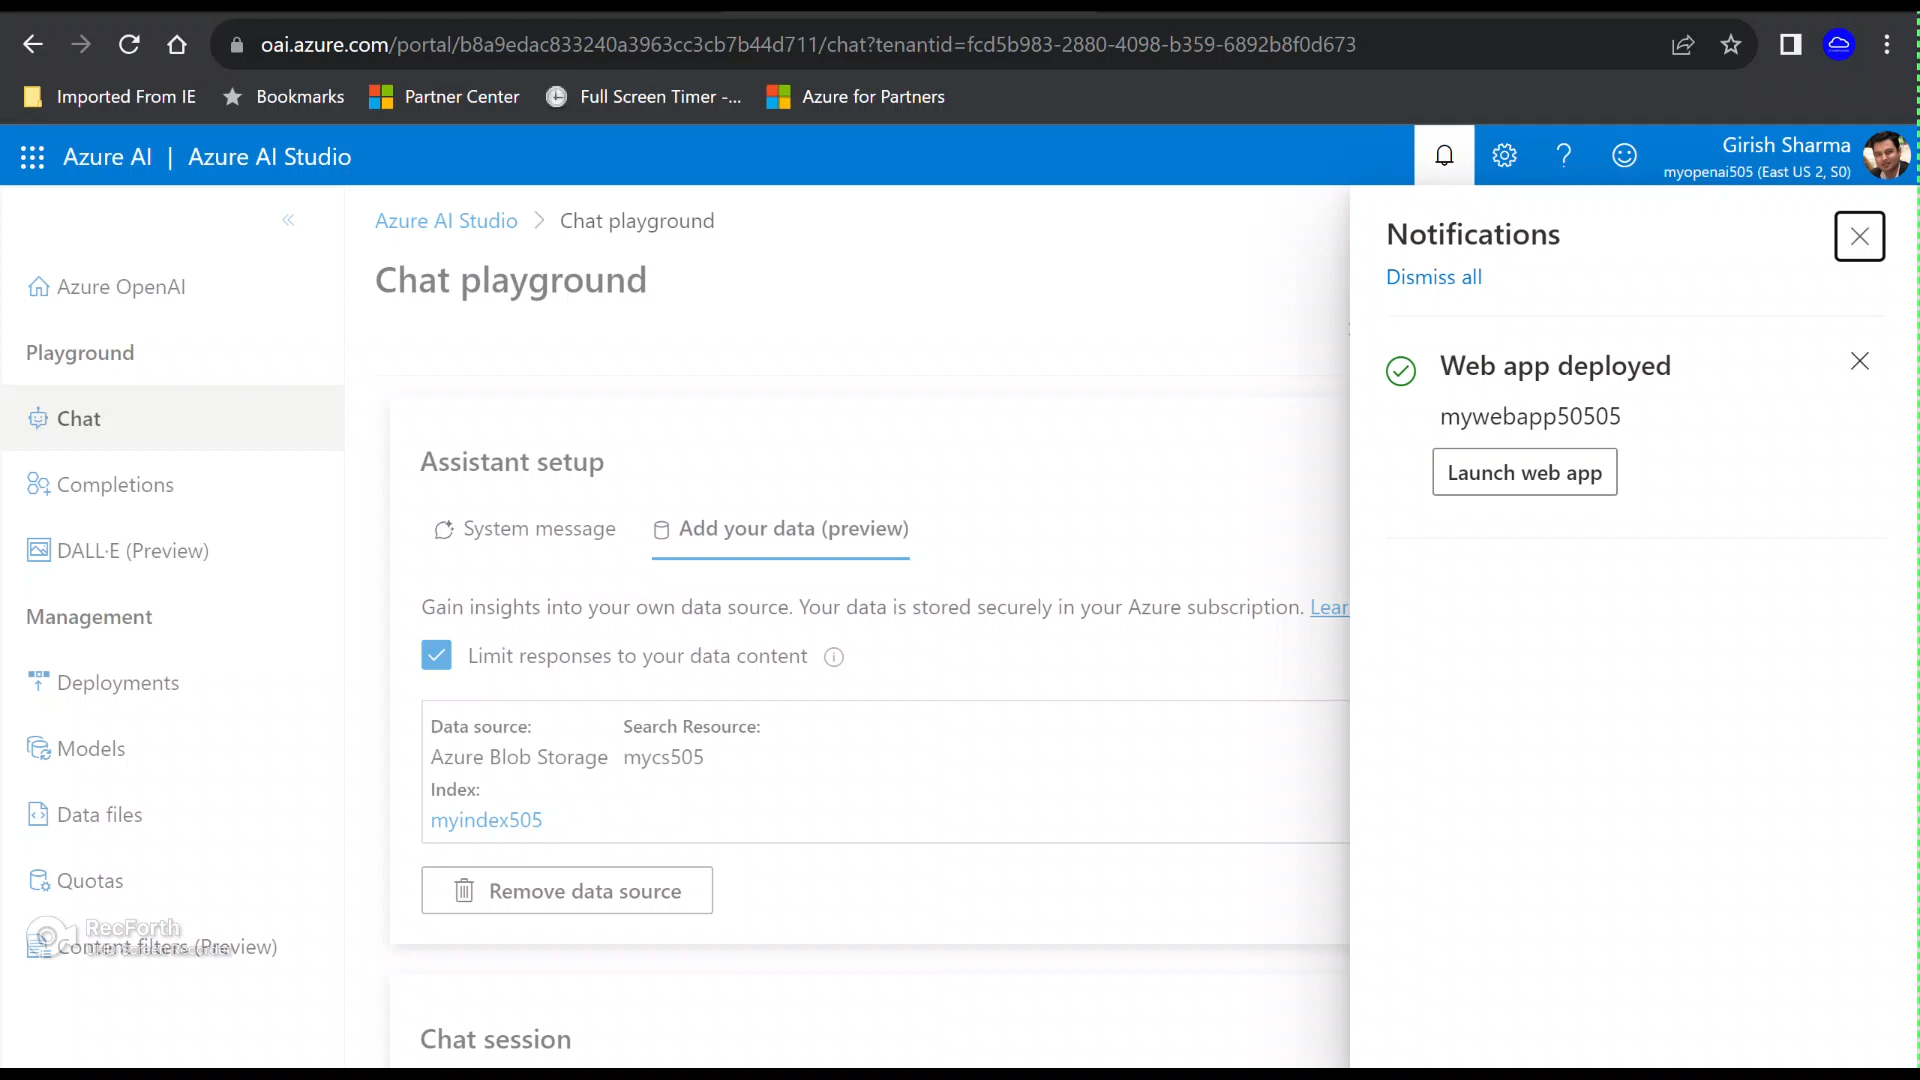 oai.azure.com/portal/b8a9edac833240a3963cc3cb7b44d711/chat?tenantid=fcd5b983-2880-4098-b359-6892b8f0d673
Imported From IE
Bookmarks
Partner Center
Full Screen Timer -...
Azure for Partners
Azure AI | Azure AI Studio
Girish Sharma
myopenai505 (East US 2, S0)
Azure OpenAI
Playground
Chat
Completions
DALL·E (Preview)
Management
Deployments
Models
Data files
Quotas
RecForth
Content filters (Preview)
Azure AI Studio > Chat playground
Chat playground
Assistant setup
System message
Add your data (preview)
Gain insights into your own data source. Your data is stored securely in your Azure subscription. Lear
Limit responses to your data content
Data source: Search Resource:
Azure Blob Storage mycs505
Index:
myindex505
Remove data source
Chat session
Notifications
Dismiss all
Web app deployed
mywebapp50505
Launch web app